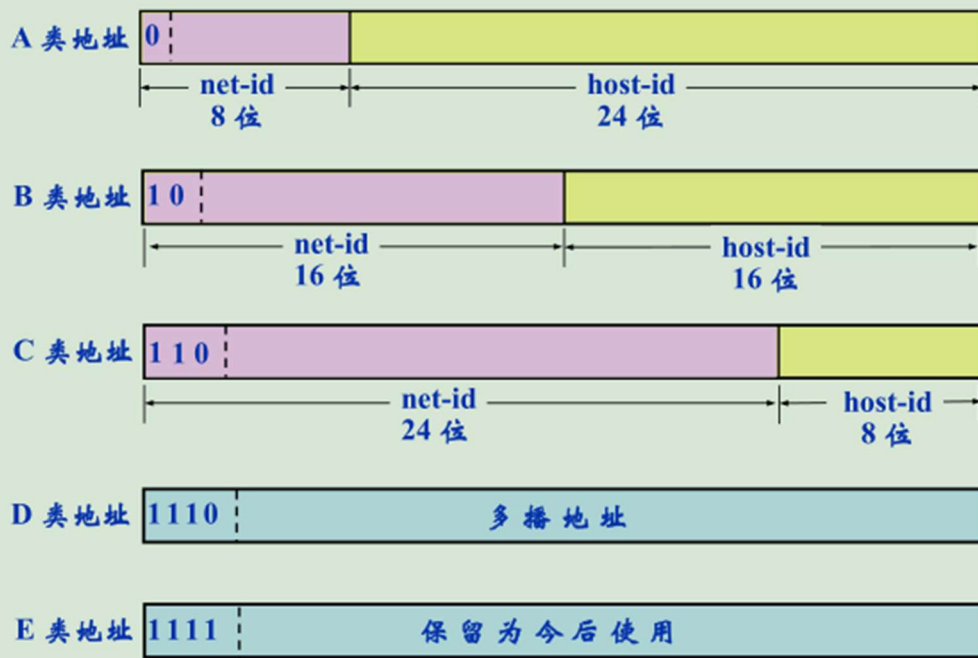 A 类地址 0
net-id host-id
8 位 24 位
B 类地址 1 0
net-id host-id
16 位 16 位
C 类地址 1 1 0
net-id host-id
24 位 8 位
D 类地址 1110 多播地址
E 类地址 1111 保留为今后使用